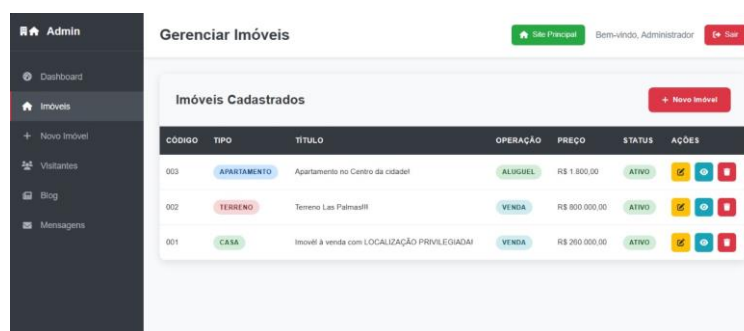 Admin
Gerenciar Imóveis
Site Principal
Bem-vindo, Administrador
Sair
Dashboard
Imóveis
+ Novo Imóvel
Visitantes
Blog
Mensagens
Imóveis Cadastrados
+ Novo Imóvel
CÓDIGO TIPO TÍTULO OPERAÇÃO PREÇO STATUS AÇÕES
003 APARTAMENTO Apartamento no Centro da cidade! ALUGUEL R$ 1.800,00 ATIVO
002 TERRENO Terreno Las Palmas!!! VENDA R$ 800.000,00 ATIVO
001 CASA Imovél à venda com LOCALIZAÇÃO PRIVILEGIADA! VENDA R$ 260.000,00 ATIVO